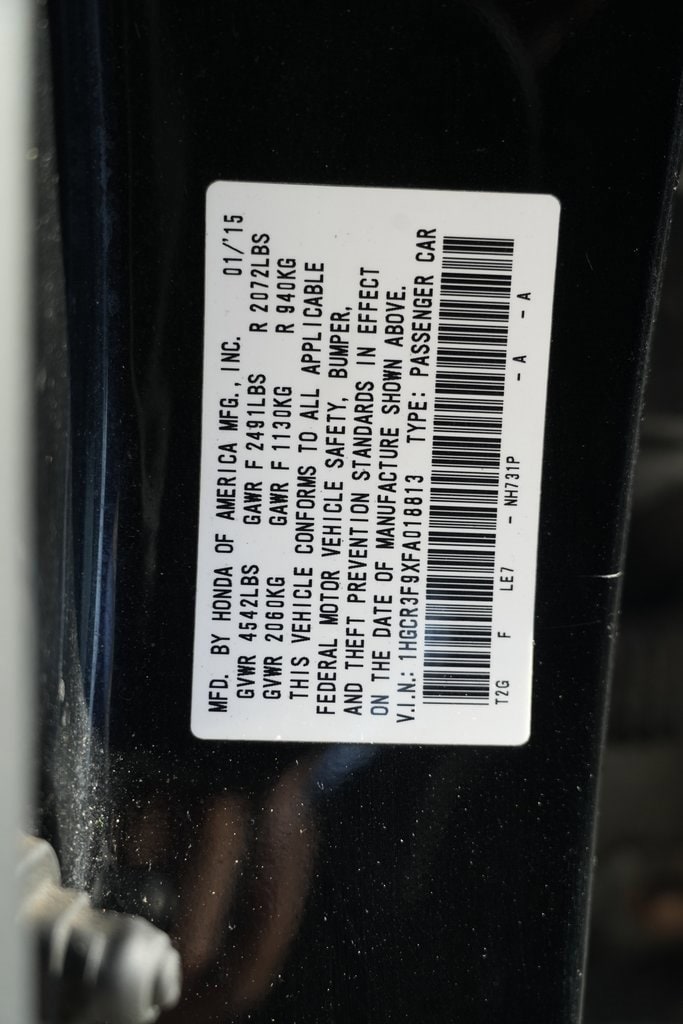 MFD. BY HONDA OF AMERICA MFG., INC. 01/'15
GVWR 4542LBS GAWR F 2491LBS R 2072LBS
GVWR 2060KG GAWR F 1130KG R 940KG
THIS VEHICLE CONFORMS TO ALL APPLICABLE
FEDERAL MOTOR VEHICLE SAFETY, BUMPER,
AND THEFT PREVENTION STANDARDS IN EFFECT
ON THE DATE OF MANUFACTURE SHOWN ABOVE.
V.I.N.: 1HGCR3F9XFA018813 TYPE: PASSENGER CAR
T2G F LE7 - NH731P - A - A